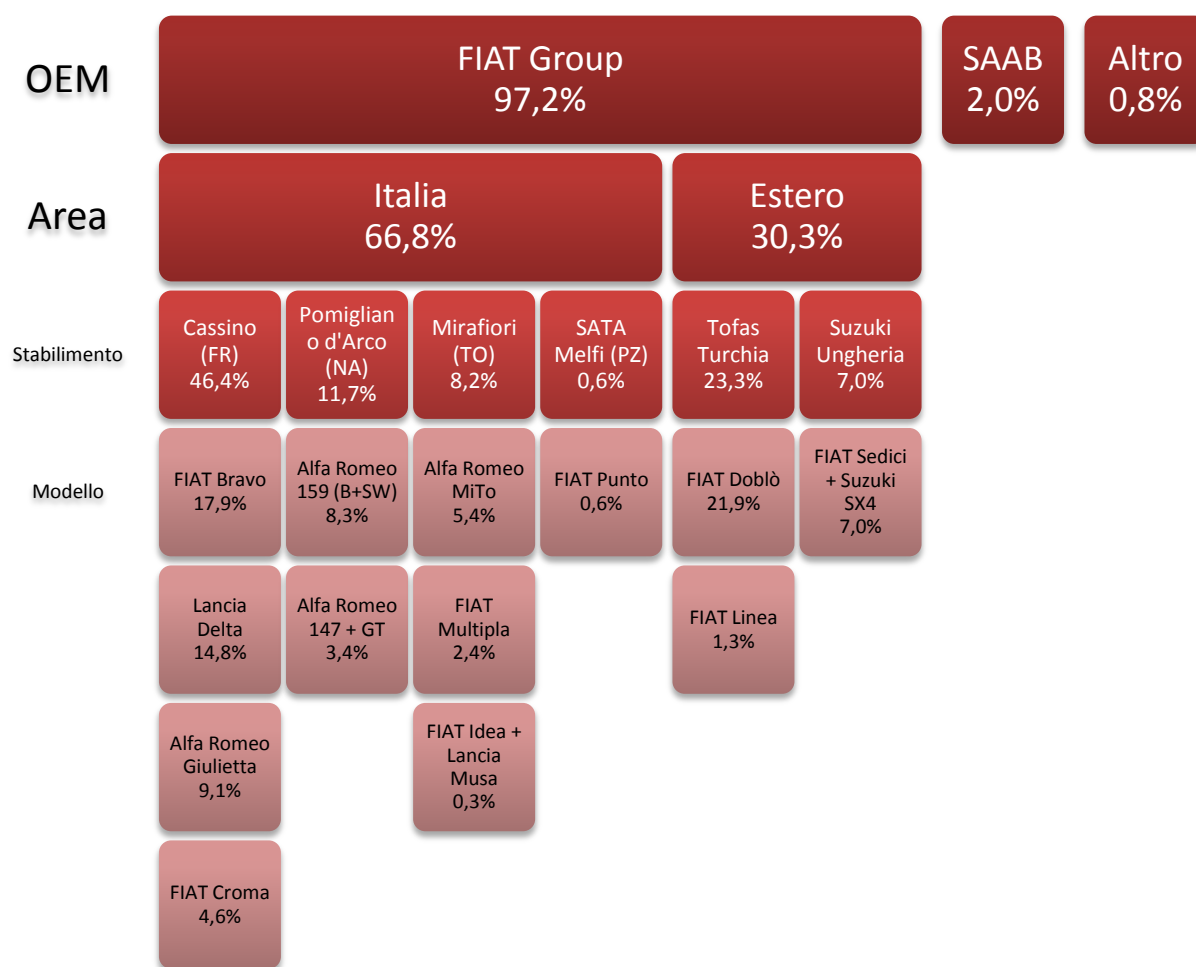 OEM
FIAT Group
97,2%
SAAB
2,0%
Altro
0,8%
Area
Italia
66,8%
Estero
30,3%
Stabilimento
Cassino
(FR)
46,4%
Pomiglian
o d'Arco
(NA)
11,7%
Mirafiori
(TO)
8,2%
SATA
Melfi (PZ)
0,6%
Tofas
Turchia
23,3%
Suzuki
Ungheria
7,0%
Modello
FIAT Bravo
17,9%
Alfa Romeo
159 (B+SW)
8,3%
Alfa Romeo
MiTo
5,4%
FIAT Punto
0,6%
FIAT Doblò
21,9%
FIAT Sedici
+ Suzuki
SX4
7,0%
Lancia
Delta
14,8%
Alfa Romeo
147 + GT
3,4%
FIAT
Multipla
2,4%
FIAT Linea
1,3%
Alfa Romeo
Giulietta
9,1%
FIAT Idea +
Lancia
Musa
0,3%
FIAT Croma
4,6%